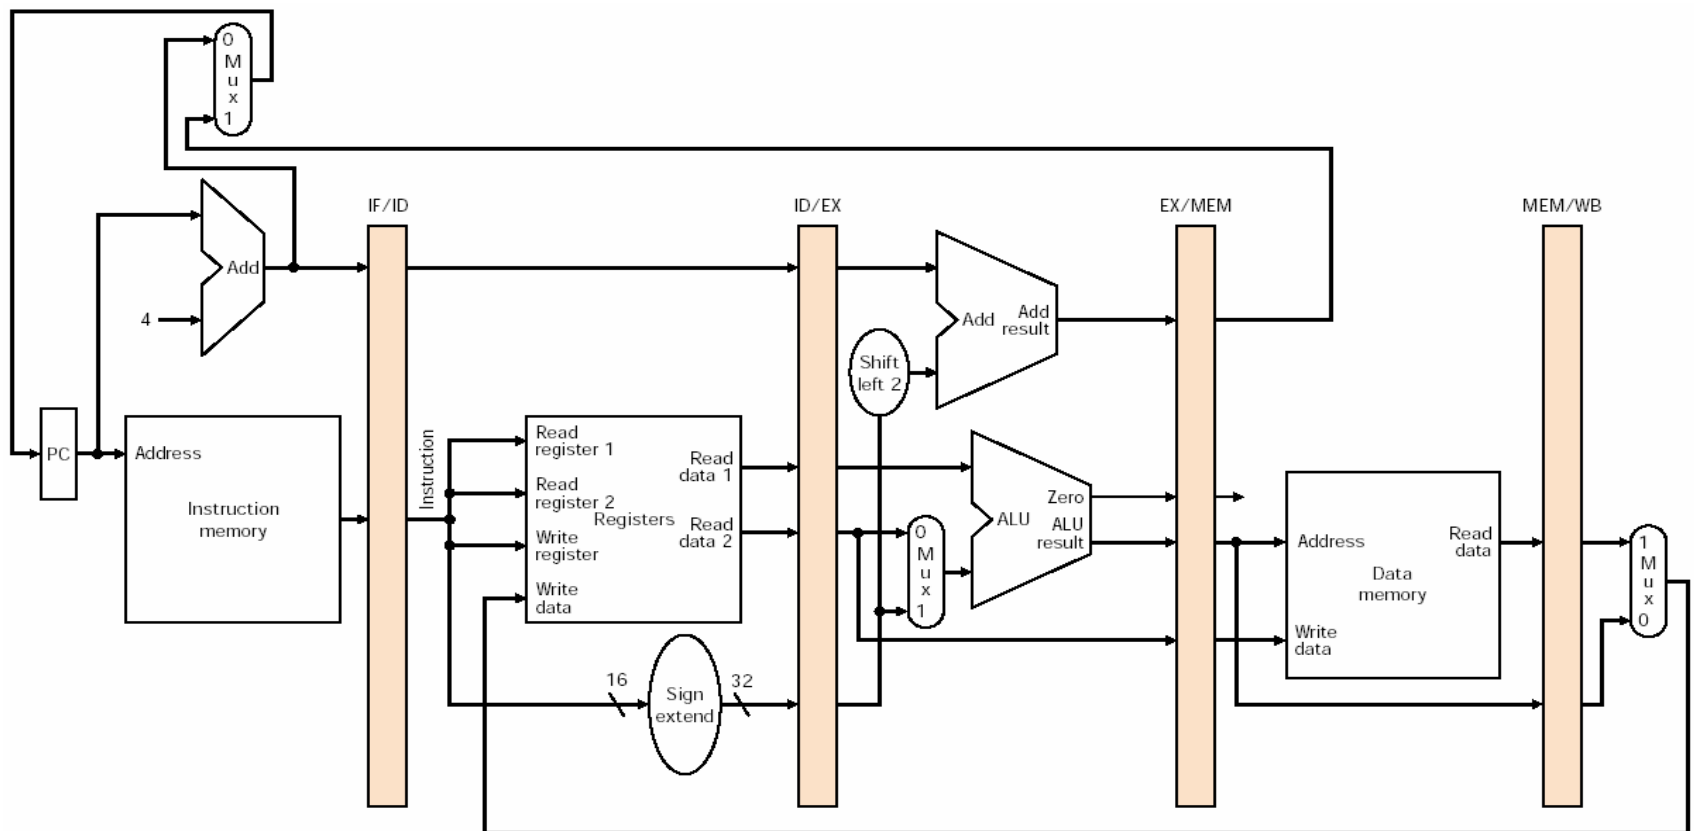 0
M
u
x
1
IF/ID
ID/EX
EX/MEM
MEM/WB
Add
4
Add
Add
result
Shift
left 2
PC
Address
Instruction
memory
Instruction
Read
register 1
Read
register 2
Write
register
Write
data
Registers
Read
data 1
Read
data 2
16
Sign
extend
32
0
M
u
x
1
Zero
ALU
ALU
result
Address
Read
data
Data
memory
Write
data
1
M
u
x
0